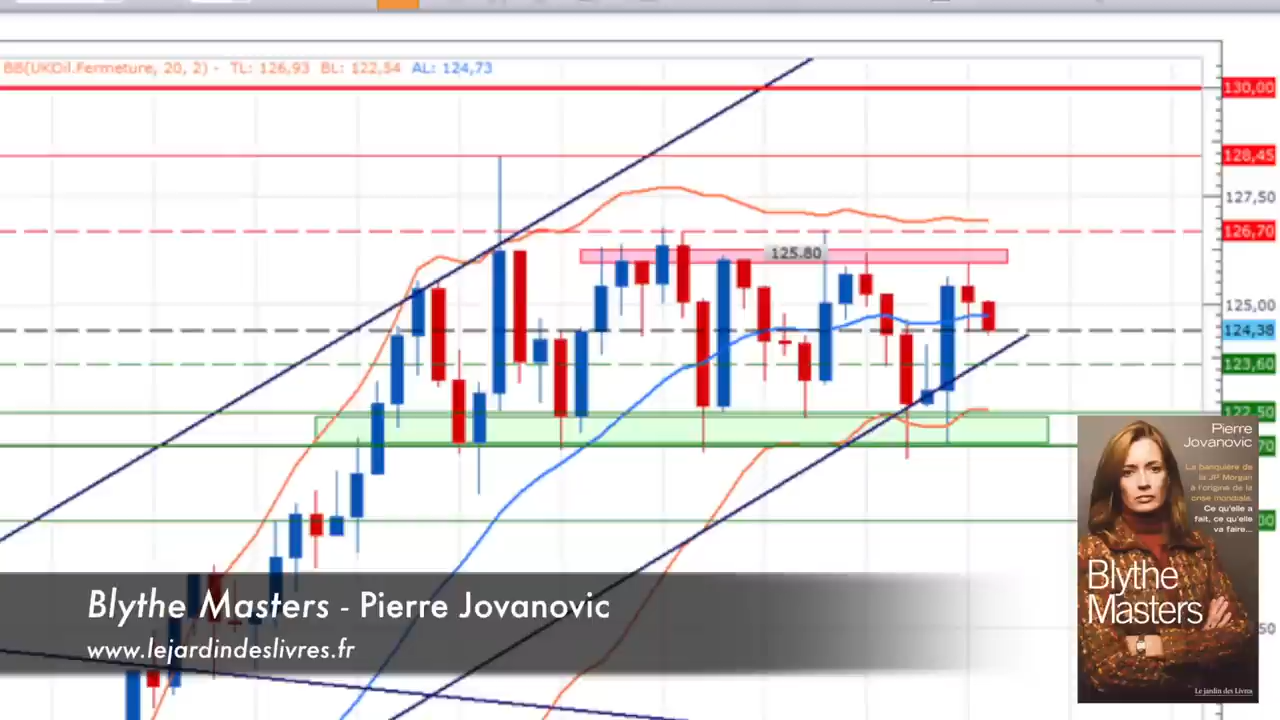 BB(UKOil.Fermeture, 20, 2) - TL: 126,93 BL: 122,54 AL: 124,73
130,00
128,45
127,50
126,70
125.80
125,00
124,38
123,60
122,50
70
00
50
Pierre
Jovanovic
La banquière de
la JP Morgan
à l'origine de la
crise mondiale.
Ce qu'elle a
fait, ce qu'elle
va faire...
Blythe
Masters
Le jardin des Livres
Blythe Masters - Pierre Jovanovic
www.lejardindeslivres.fr